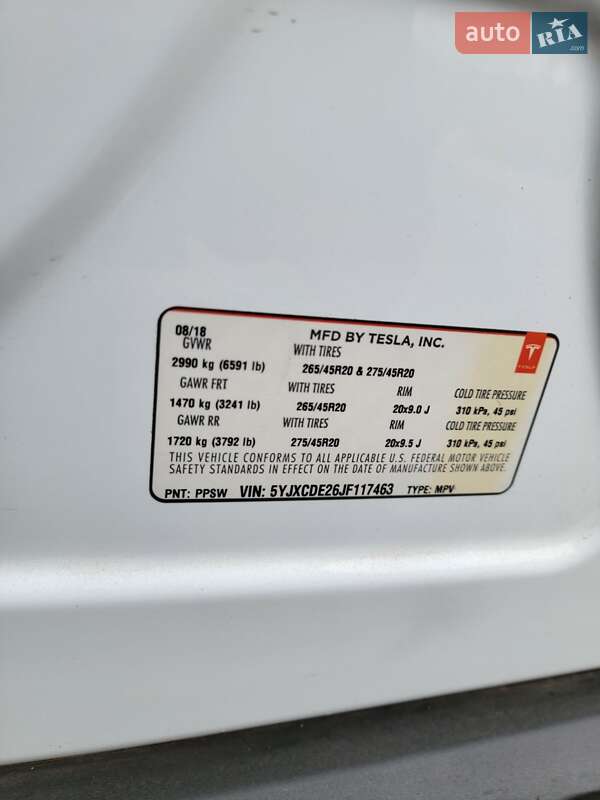 auto RIA .com
08/18 MFD BY TESLA, INC.
GVWR WITH TIRES
2990 kg (6591 lb) 265/45R20 & 275/45R20
GAWR FRT WITH TIRES RIM COLD TIRE PRESSURE
1470 kg (3241 lb) 265/45R20 20x9.0 J 310 kPa, 45 psi
GAWR RR WITH TIRES RIM COLD TIRE PRESSURE
1720 kg (3792 lb) 275/45R20 20x9.5 J 310 kPa, 45 psi
THIS VEHICLE CONFORMS TO ALL APPLICABLE U.S. FEDERAL MOTOR VEHICLE
SAFETY STANDARDS IN EFFECT ON THE DATE OF MANUFACTURE SHOWN ABOVE.
PNT: PPSW VIN: 5YJXCDE26JF117463 TYPE: MPV
TESLA